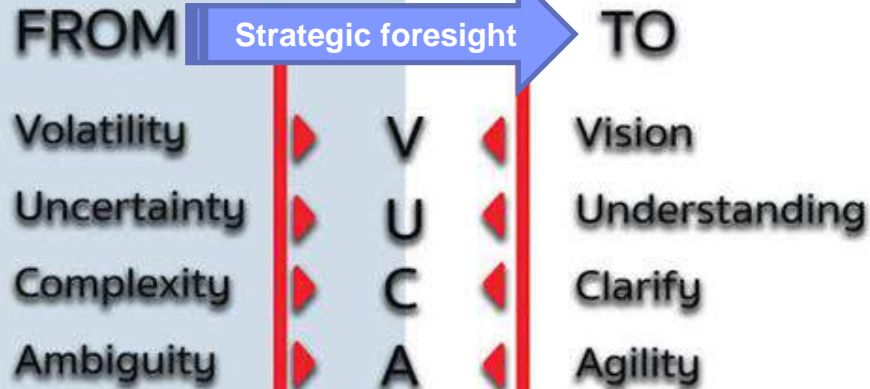 FROM Strategic foresight TO
Volatility V Vision
Uncertainty U Understanding
Complexity C Clarify
Ambiguity A Agility